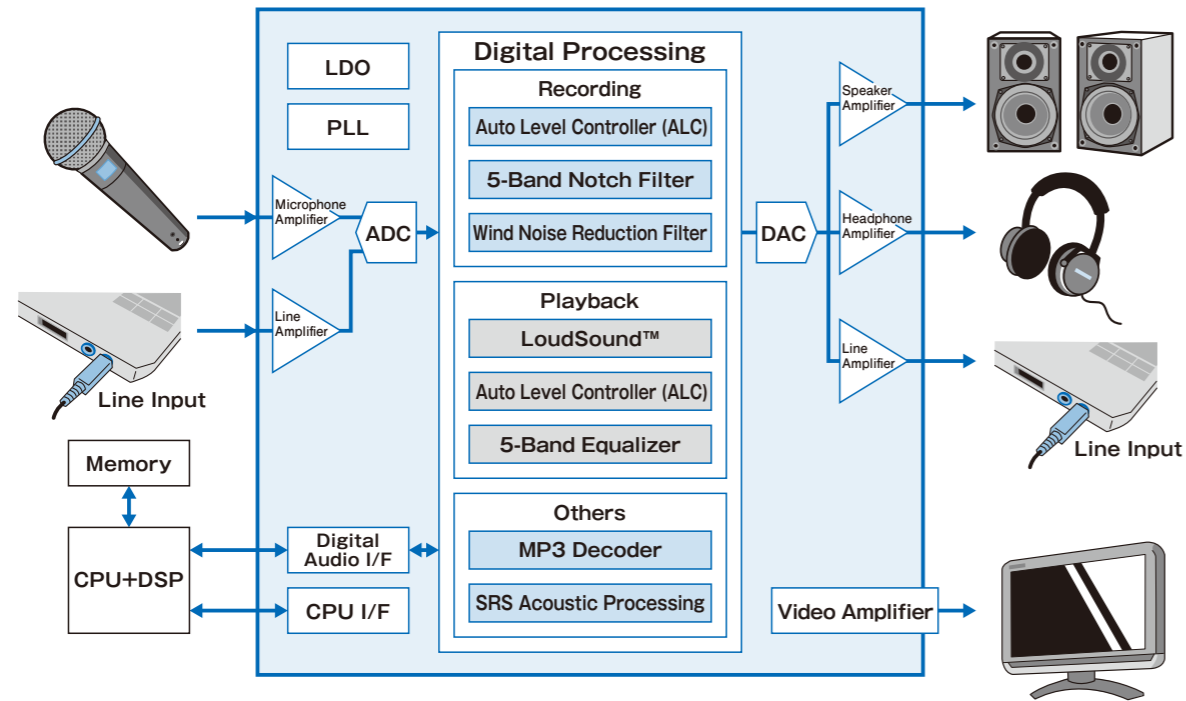 LDO
PLL
Microphone
Amplifier
ADC
Line
Amplifier
Line Input
Memory
CPU+DSP
Digital
Audio I/F
CPU I/F
Digital Processing
Recording
Auto Level Controller (ALC)
5-Band Notch Filter
Wind Noise Reduction Filter
Playback
LoudSound™
Auto Level Controller (ALC)
5-Band Equalizer
Others
MP3 Decoder
SRS Acoustic Processing
DAC
Speaker
Amplifier
Headphone
Amplifier
Line
Amplifier
Line Input
Video Amplifier